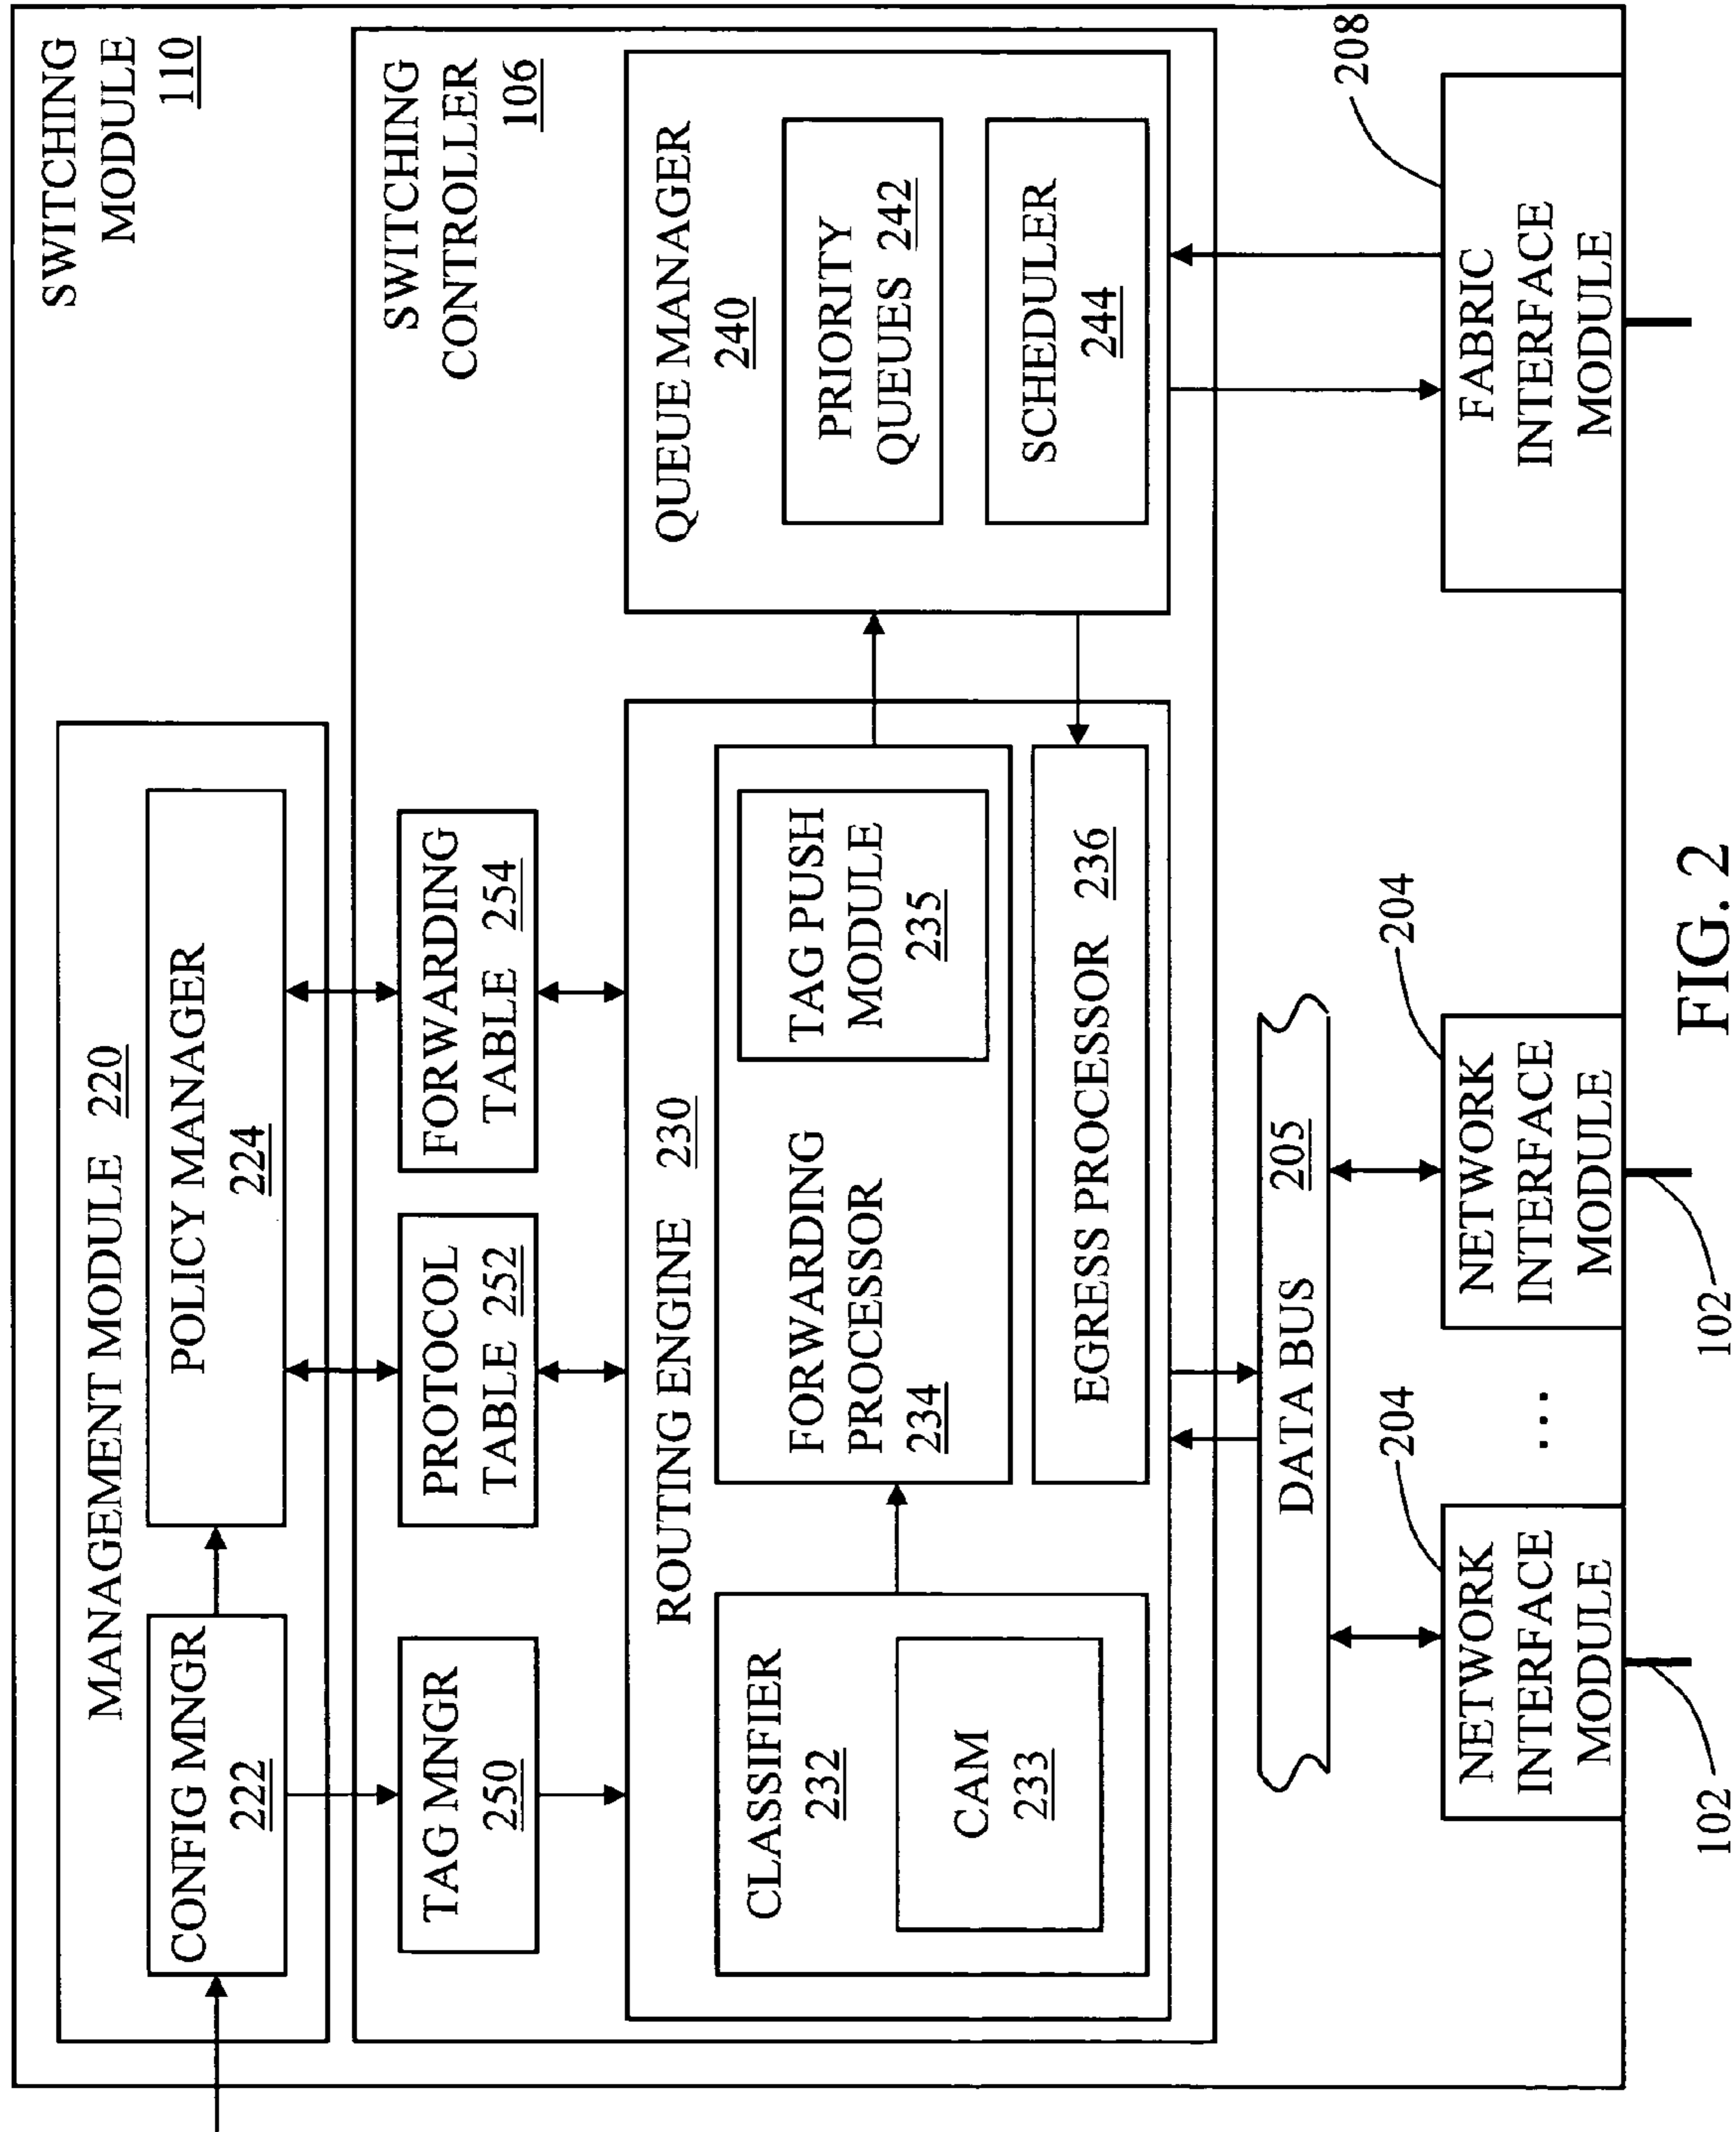 SWITCHING
MODULE
110
MANAGEMENT MODULE 220
CONFIG MNGR
222
POLICY MANAGER
224
SWITCHING
CONTROLLER
106
TAG MNGR
250
PROTOCOL
TABLE 252
FORWARDING
TABLE 254
ROUTING ENGINE 230
CLASSIFIER
232
CAM
233
FORWARDING
PROCESSOR
234
TAG PUSH
MODULE
235
EGRESS PROCESSOR 236
QUEUE MANAGER
240
PRIORITY
QUEUES 242
SCHEDULER
244
DATA BUS 205
204
NETWORK
INTERFACE
MODULE
102
...
204
NETWORK
INTERFACE
MODULE
102
208
FABRIC
INTERFACE
MODULE
FIG. 2